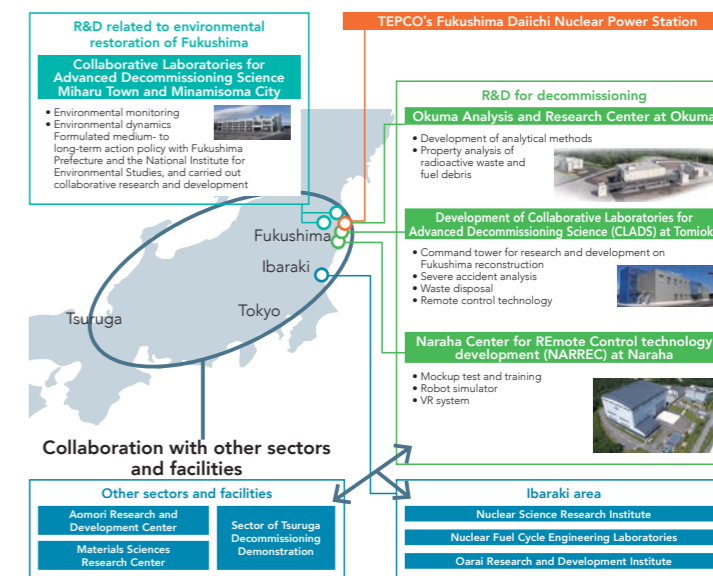 R&D related to environmental
restoration of Fukushima
Collaborative Laboratories for
Advanced Decommissioning Science
Miharu Town and Minamisoma City
• Environmental monitoring
• Environmental dynamics
Formulated medium- to
long-term action policy with Fukushima
Prefecture and the National Institute for
Environmental Studies, and carried out
collaborative research and development
TEPCO's Fukushima Daiichi Nuclear Power Station
R&D for decommissioning
Okuma Analysis and Research Center at Okuma
• Development of analytical methods
• Property analysis of
radioactive waste and
fuel debris
Development of Collaborative Laboratories for
Advanced Decommissioning Science (CLADS) at Tomiok
• Command tower for research and development on
Fukushima reconstruction
• Severe accident analysis
• Waste disposal
• Remote control technology
Naraha Center for REmote Control technology
development (NARREC) at Naraha
• Mockup test and training
• Robot simulator
• VR system
Fukushima
Ibaraki
Tokyo
Tsuruga
Collaboration with other sectors
and facilities
Other sectors and facilities
Aomori Research and
Development Center
Materials Sciences
Research Center
Sector of Tsuruga
Decommissioning
Demonstration
Ibaraki area
Nuclear Science Research Institute
Nuclear Fuel Cycle Engineering Laboratories
Oarai Research and Development Institute